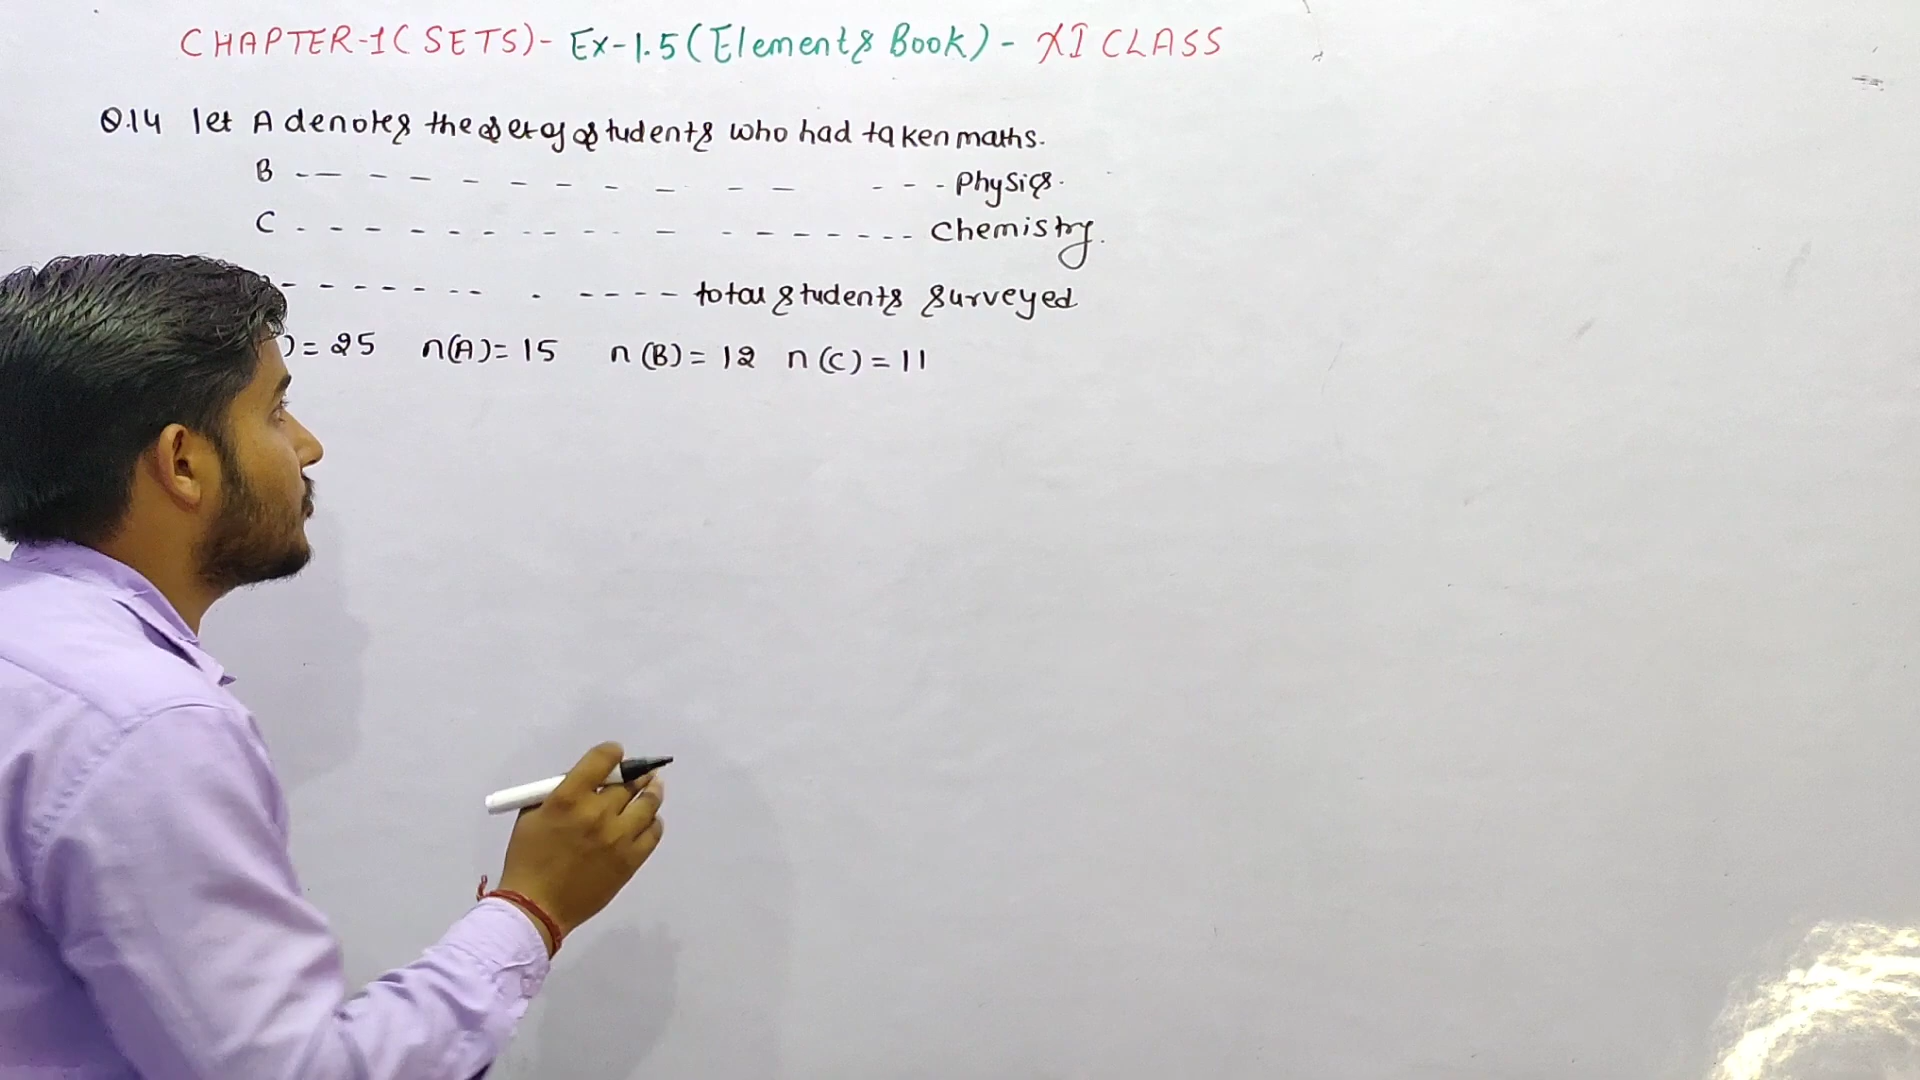 CHAPTER-1(SETS)- Ex-1.5(Elements Book)- XI CLASS
Q.14 let A denotes the set of students who had taken maths.
B -- - - - - - - - - - - - - Physics.
C - - - - - - - - - - - - - - - - Chemistry.
- - - - - - - - - - - - total students surveyed
)= 25 n(A)= 15 n(B)= 12 n(C)= 11